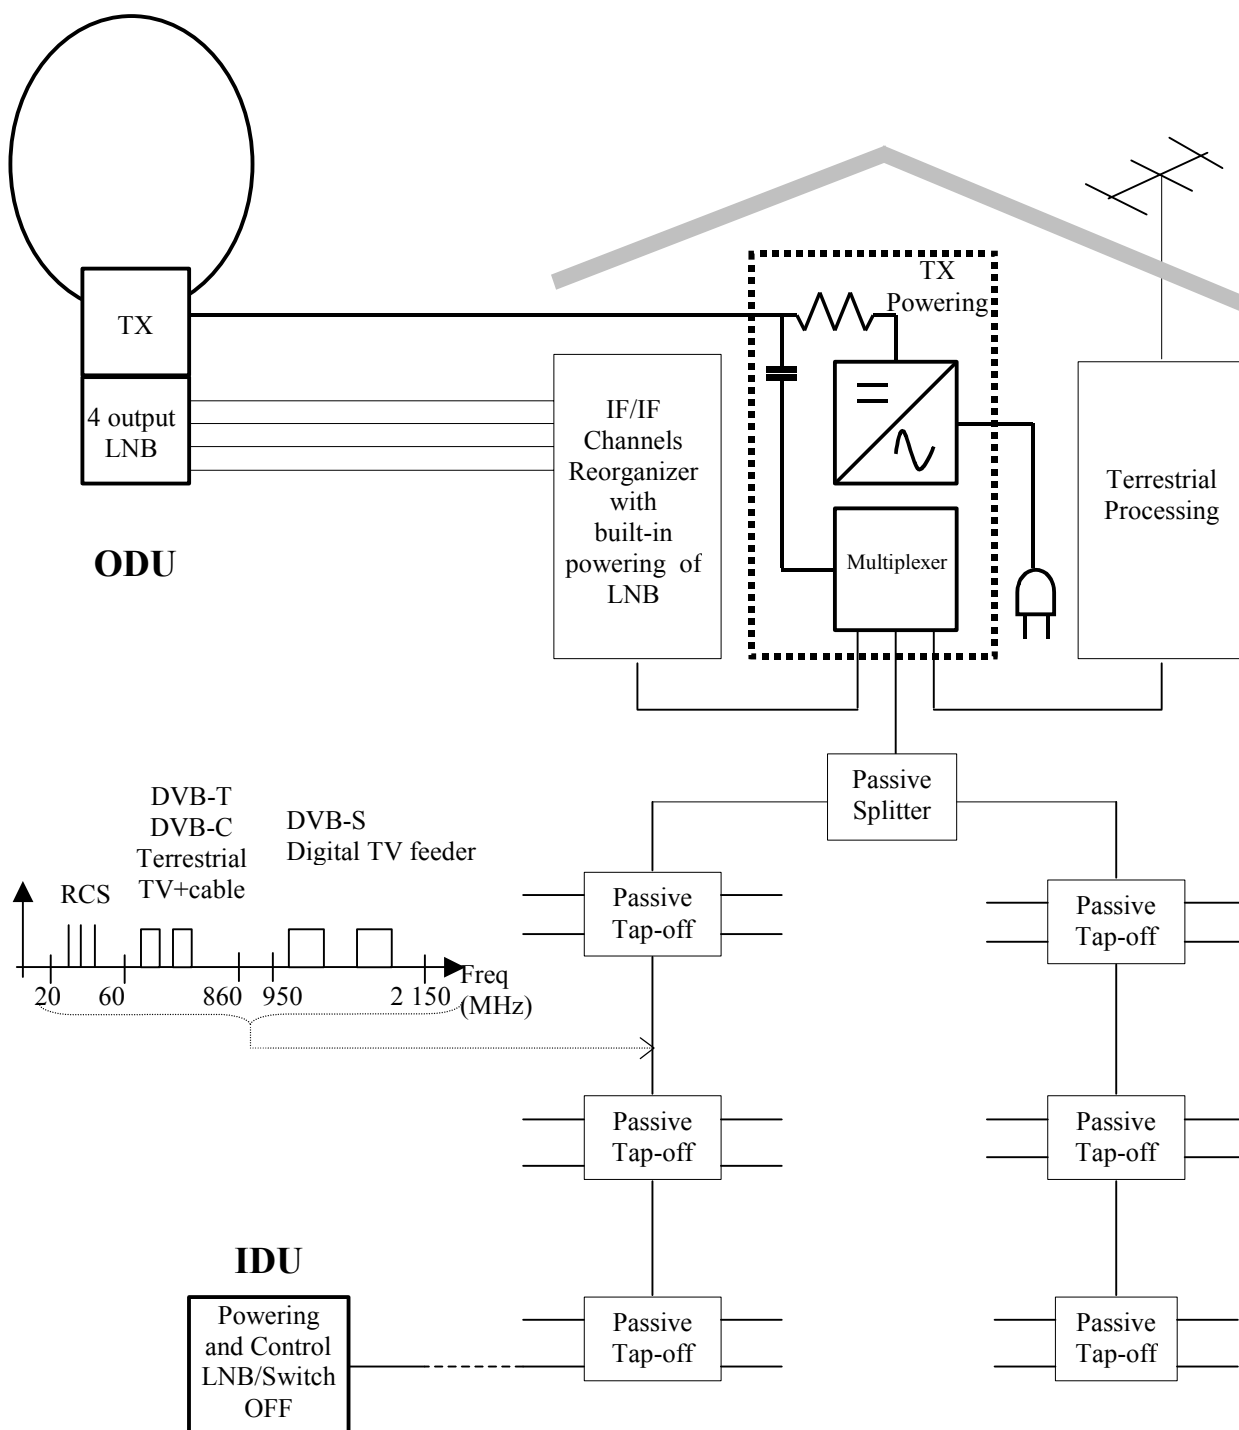 TX
Powering
TX
4 output
LNB
IF/IF
Channels
Reorganizer
with
built-in
powering of
LNB
Terrestrial
Processing
Multiplexer
ODU
Passive
Splitter
DVB-T
DVB-C
Terrestrial
TV+cable
DVB-S
Digital TV feeder
RCS
20
60
860
950
2 150
Freq
(MHz)
Passive
Tap-off
Passive
Tap-off
Passive
Tap-off
Passive
Tap-off
IDU
Powering
and Control
LNB/Switch
OFF
Passive
Tap-off
Passive
Tap-off